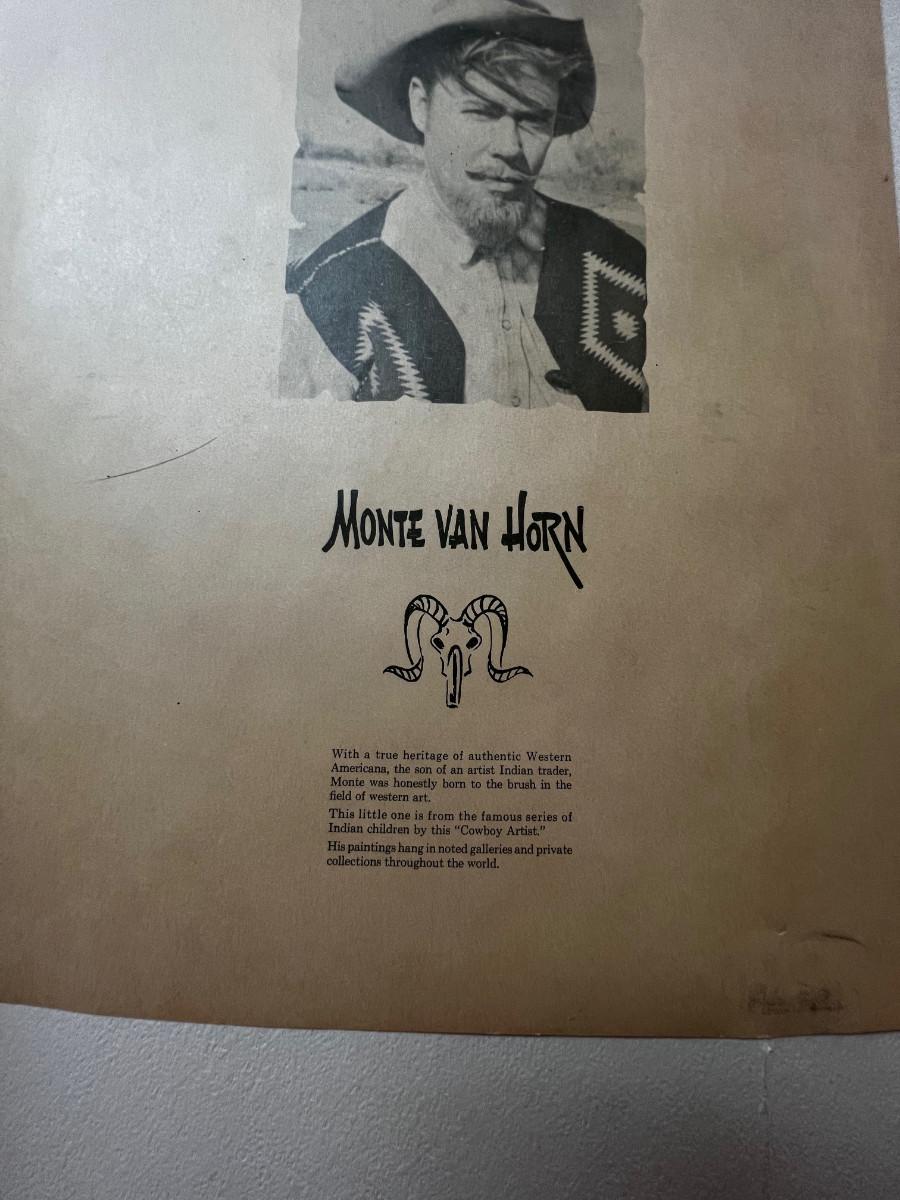 MONTE VAN HORN
With a true heritage of authentic Western
Americana, the son of an artist Indian trader,
Monte was honestly born to the brush in the
field of western art.
This little one is from the famous series of
Indian children by this "Cowboy Artist."
His paintings hang in noted galleries and private
collections throughout the world.